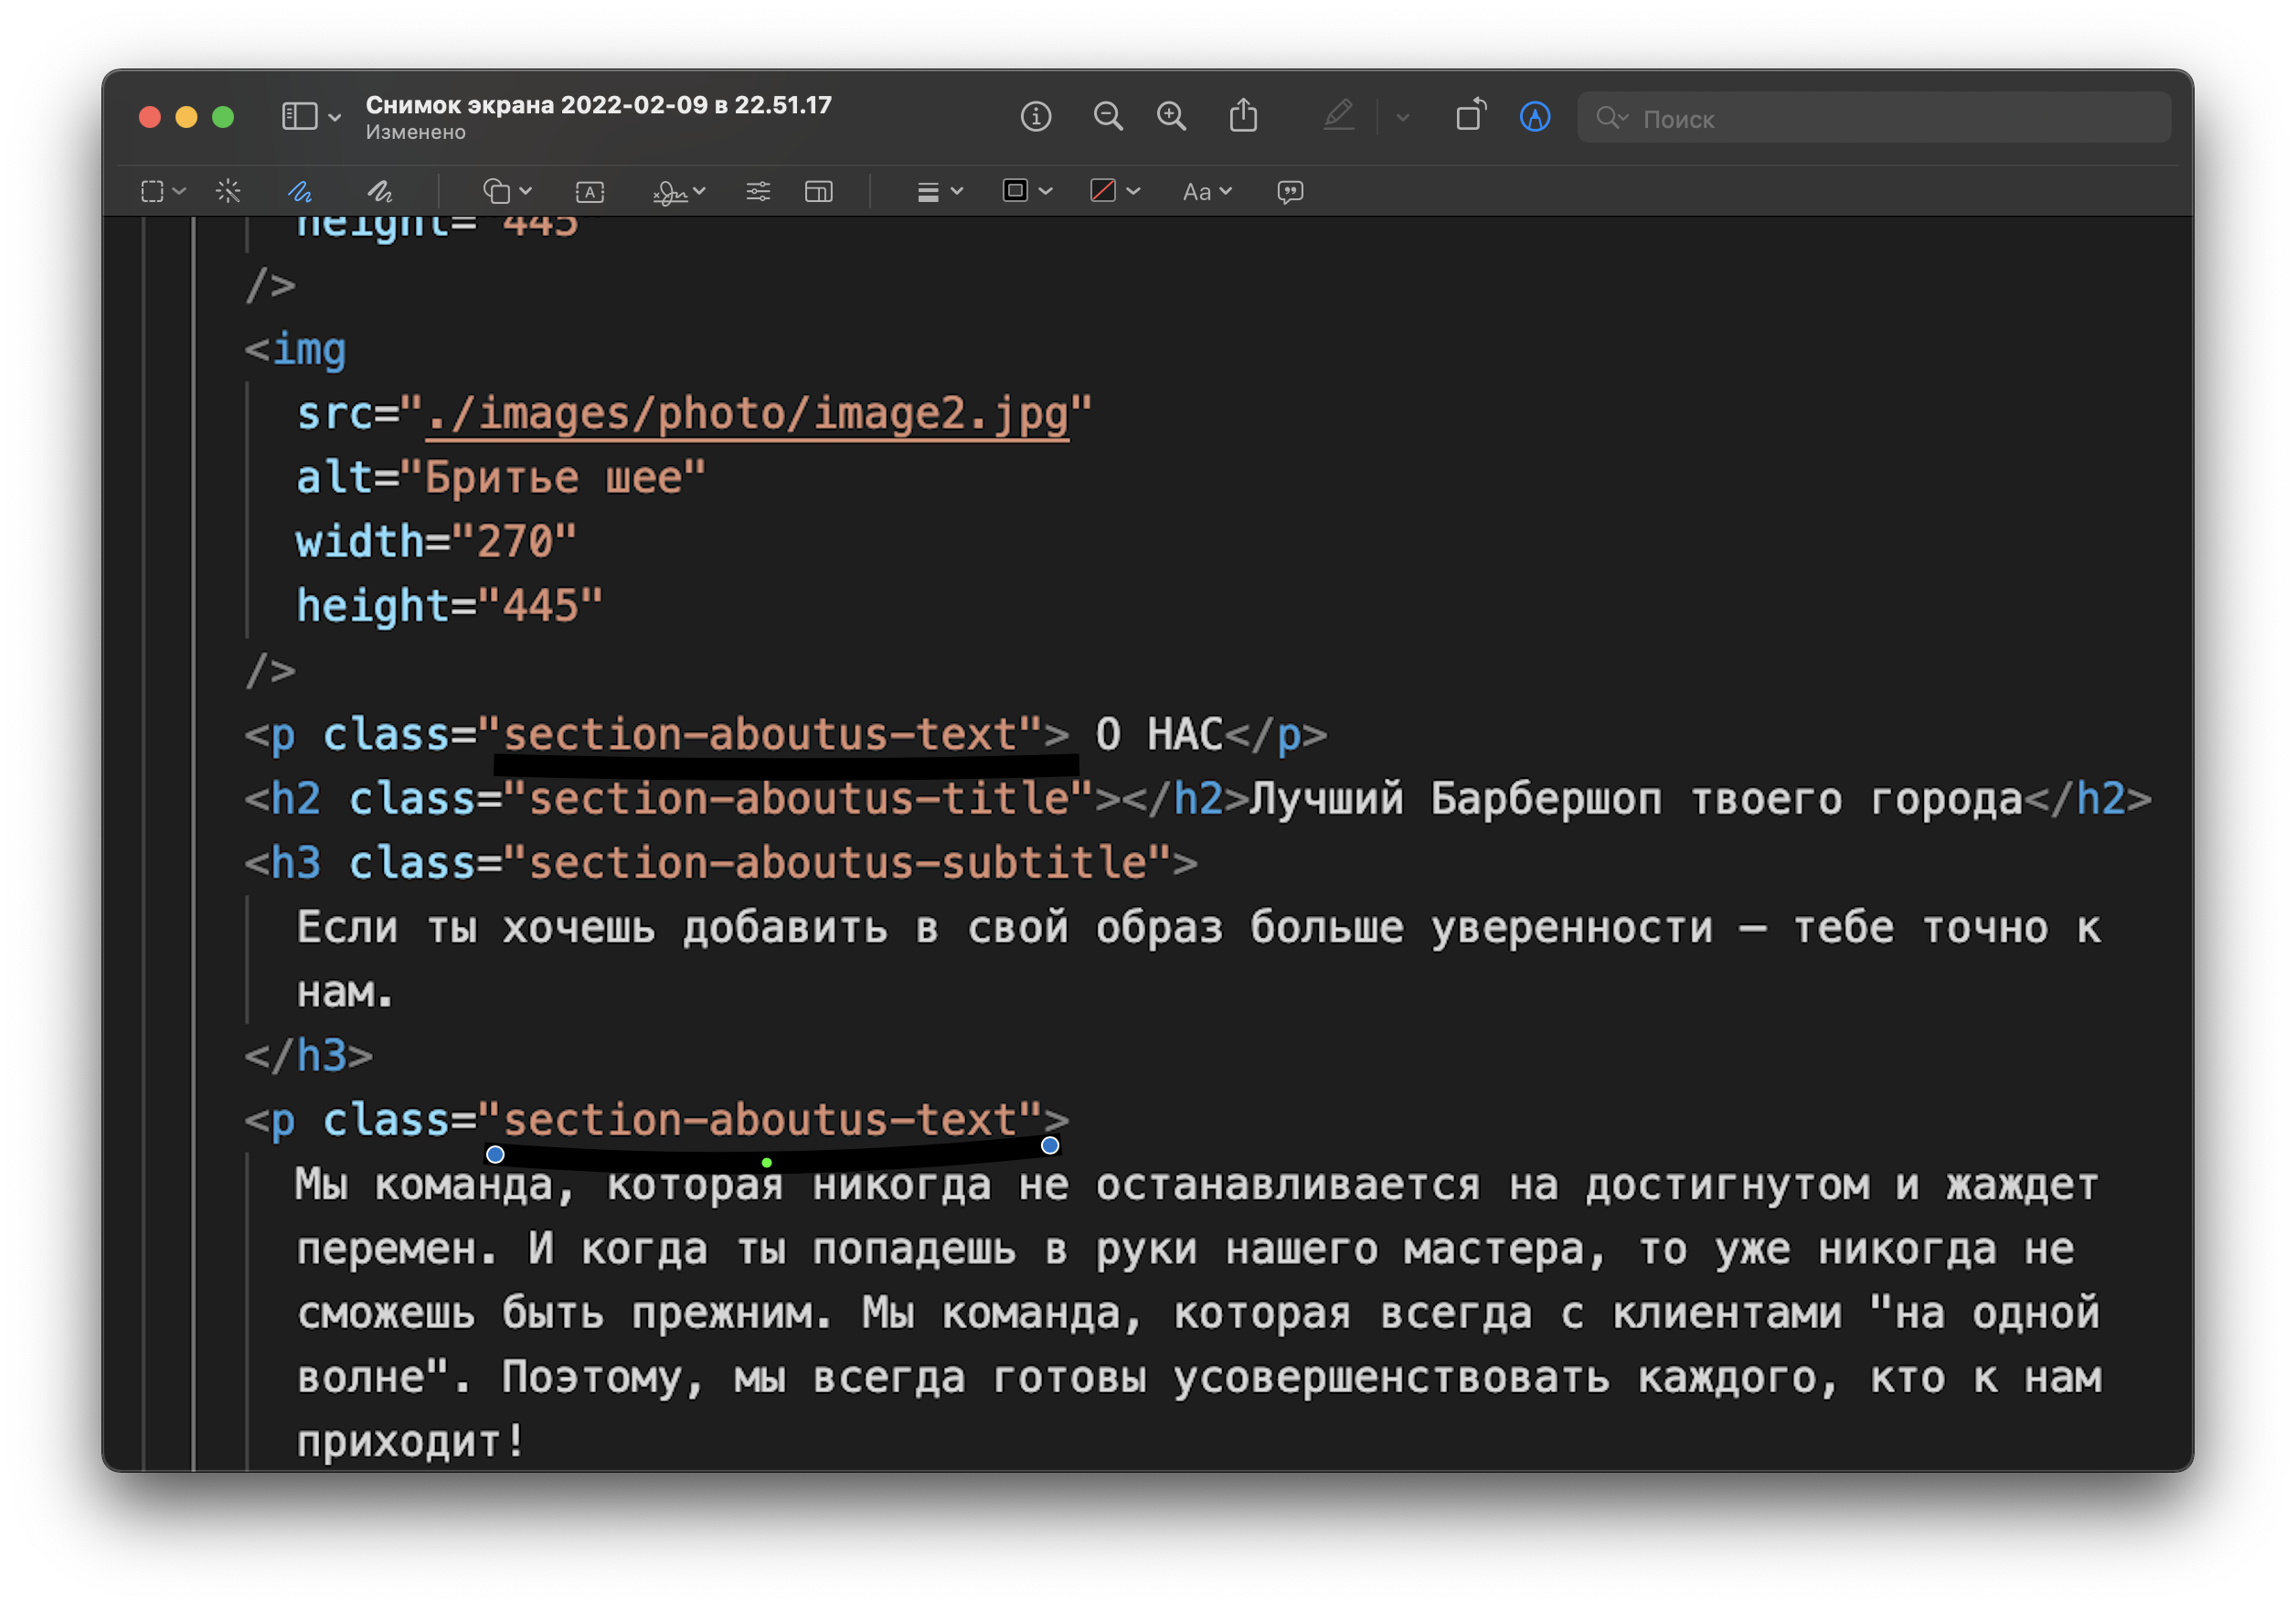 Снимок экрана 2022-02-09 в 22.51.17
Изменено
Поиск
A
Aa
height="445"
/>
<img
src="./images/photo/image2.jpg"
alt="Бритье шее"
width="270"
height="445"
/>
<p class="section-aboutus-text"> О НАС</p>
<h2 class="section-aboutus-title"></h2>Лучший Барбершоп твоего города</h2>
<h3 class="section-aboutus-subtitle">
Если ты хочешь добавить в свой образ больше уверенности – тебе точно к
нам.
</h3>
<p class="section-aboutus-text">
Мы команда, которая никогда не останавливается на достигнутом и жаждет
перемен. И когда ты попадешь в руки нашего мастера, то уже никогда не
сможешь быть прежним. Мы команда, которая всегда с клиентами "на одной
волне". Поэтому, мы всегда готовы усовершенствовать каждого, кто к нам
приходит!